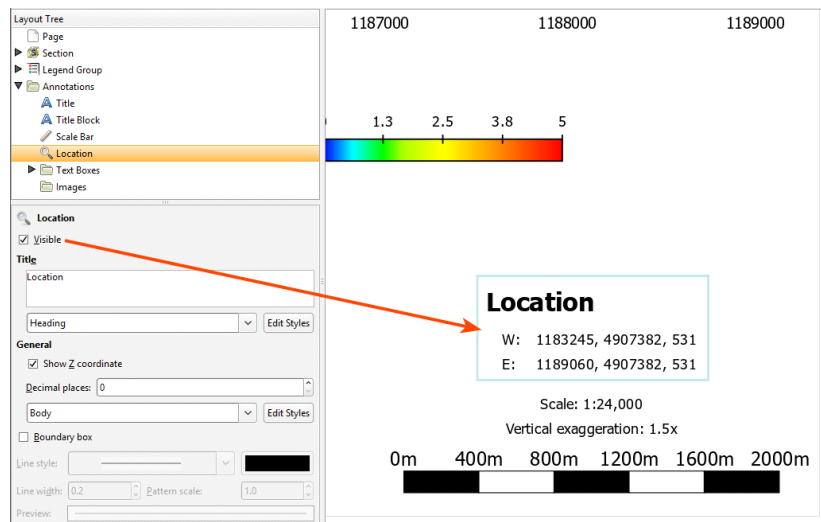 Layout Tree
Page
Section
Legend Group
Annotations
Title
Title Block
Scale Bar
Location
Text Boxes
Images
Location
Visible
Title
Location
Heading
Edit Styles
General
Show Z coordinate
Decimal places: 0
Body
Edit Styles
Boundary box
Line style:
Line width: 0.2 Pattern scale: 1.0
Preview:
1187000 1188000 1189000
1.3 2.5 3.8 5
Location
W: 1183245, 4907382, 531
E: 1189060, 4907382, 531
Scale: 1:24,000
Vertical exaggeration: 1.5x
0m 400m 800m 1200m 1600m 2000m